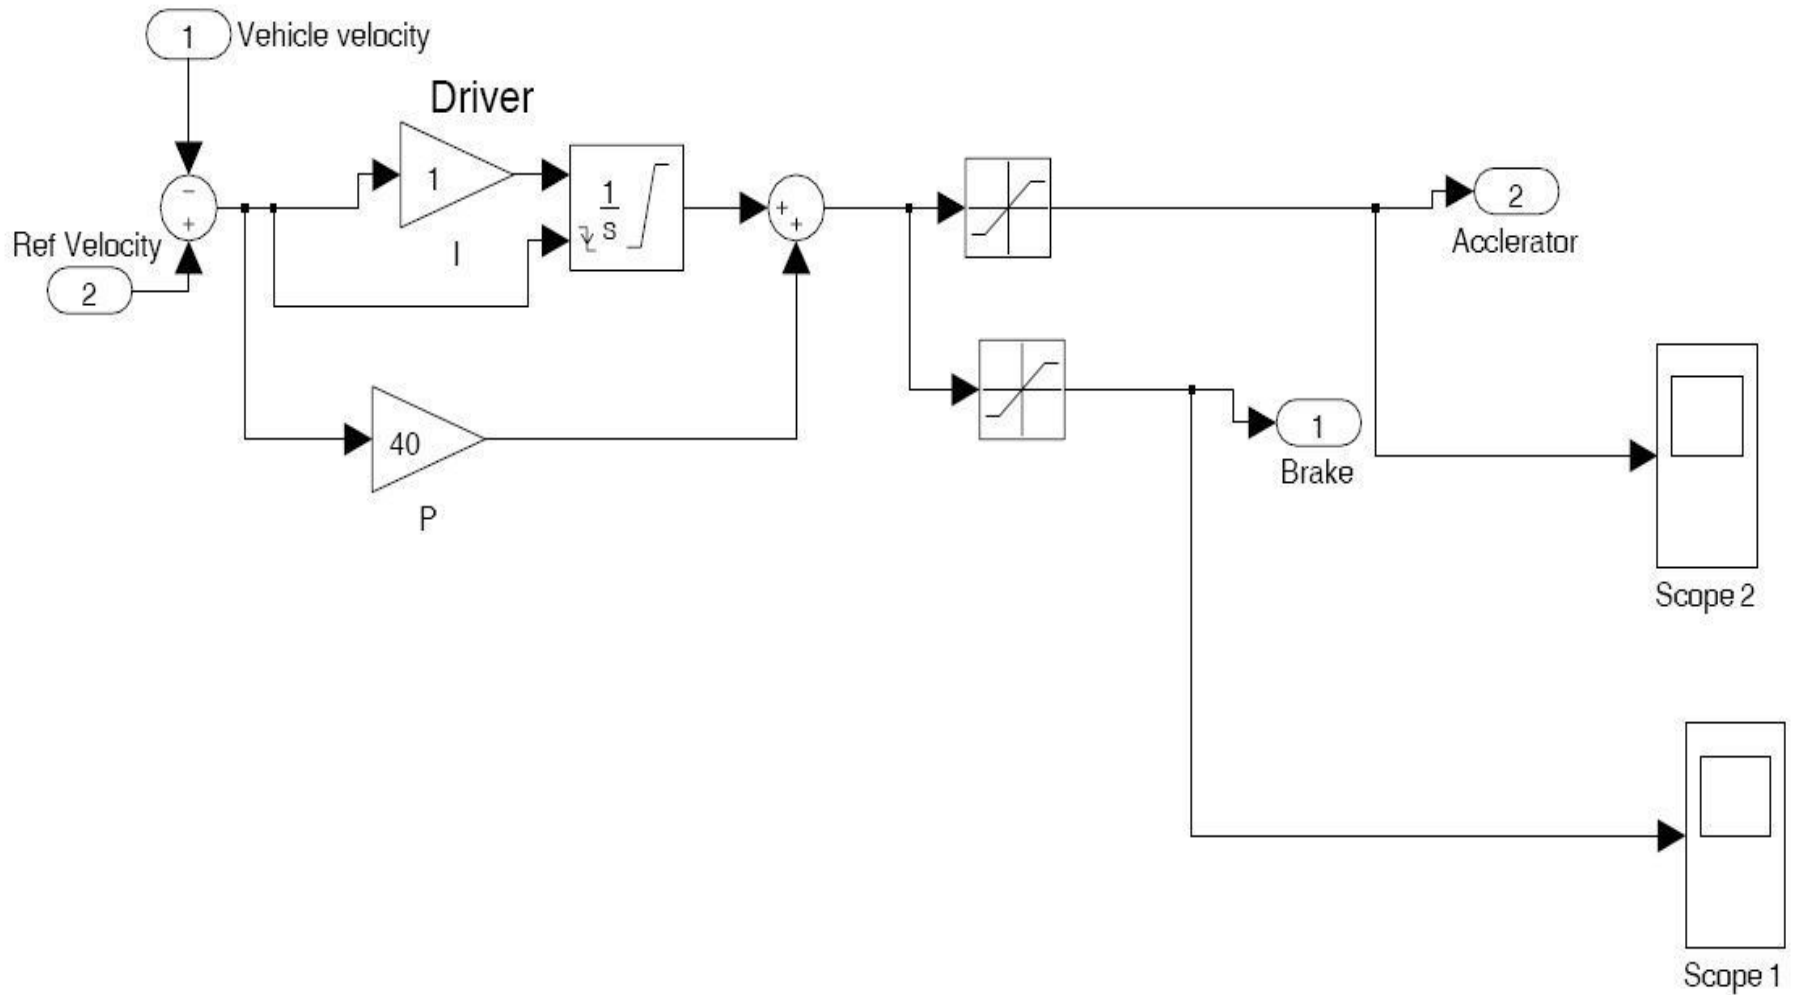 1 Vehicle velocity
Driver
1
1
s
−
+
+
+
2
Acclerator
Ref Velocity
2
I
40
1
Brake
P
Scope 2
Scope 1